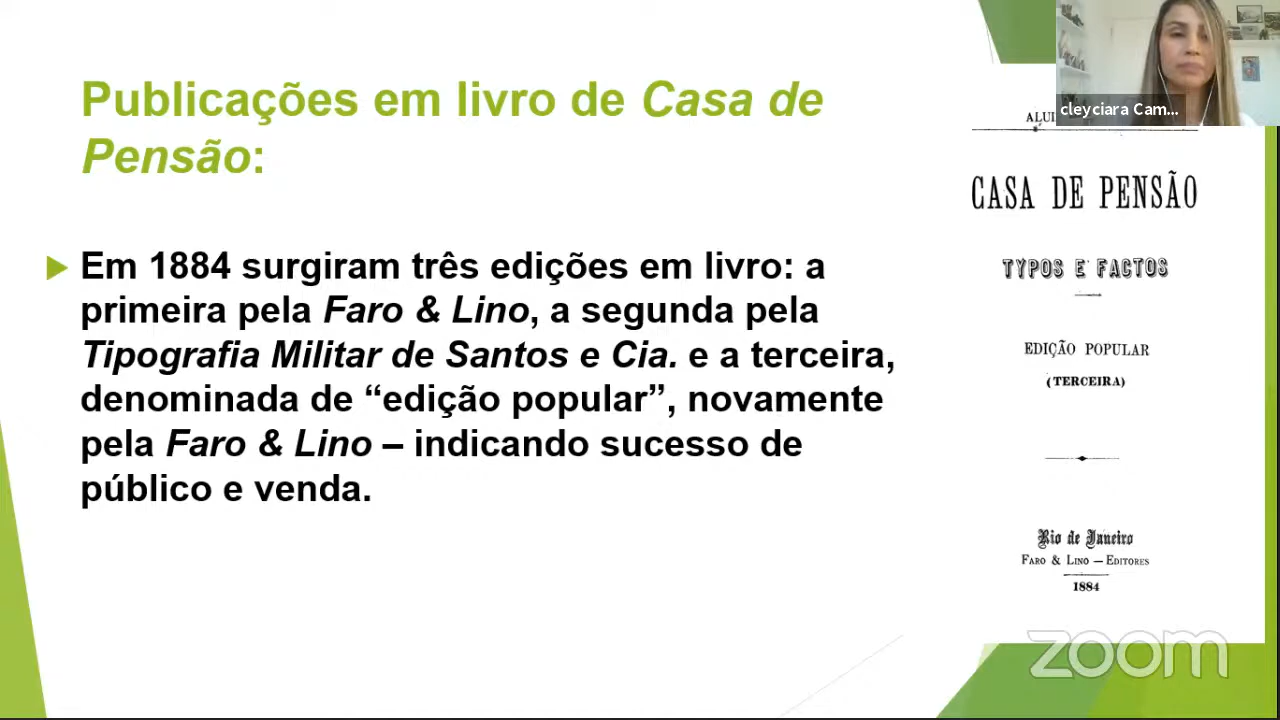 Publicações em livro de Casa de
Pensão:
Em 1884 surgiram três edições em livro: a
primeira pela Faro & Lino, a segunda pela
Tipografia Militar de Santos e Cia. e a terceira,
denominada de “edição popular”, novamente
pela Faro & Lino – indicando sucesso de
público e venda.
cleyciara Cam...
ALUI
CASA DE PENSÃO
TYPOS E FACTOS
EDIÇÃO POPULAR
(TERCEIRA)
Rio de Janeiro
FARO & LINO — EDITORES
1884
zoom